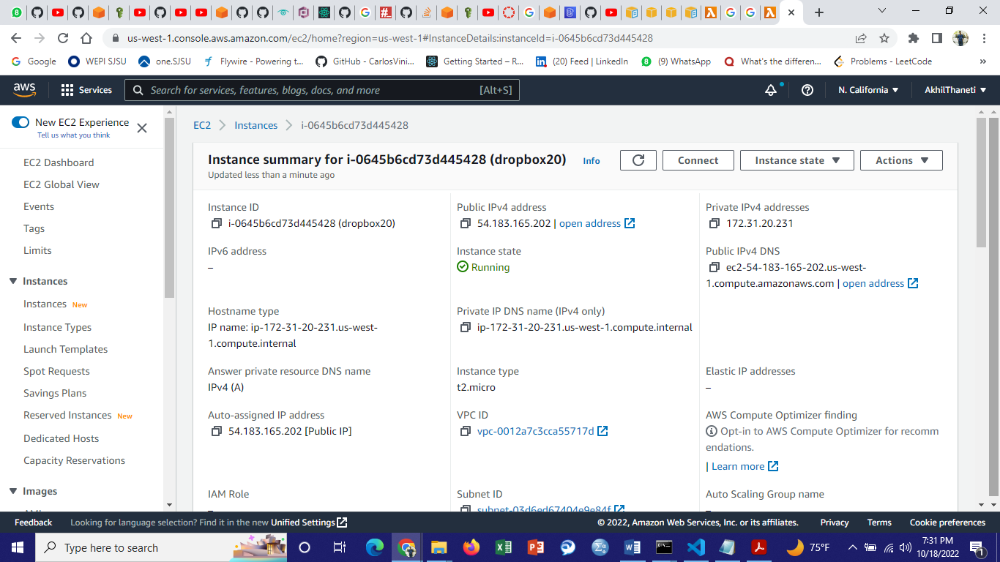 us-west-1.console.aws.amazon.com/ec2/home?region=us-west-1#InstanceDetails:instanceId=i-0645b6cd73d445428
Google WEPI SJSU one.SJSU Flywire - Powering t... GitHub - CarlosVini... Getting Started – R... (20) Feed | LinkedIn (9) WhatsApp What's the differen... Problems - LeetCode »
aws Services Search for services, features, blogs, docs, and more [Alt+S] N. California AkhilThaneti
New EC2 Experience
Tell us what you think
EC2 Dashboard
EC2 Global View
Events
Tags
Limits
Instances
Instances New
Instance Types
Launch Templates
Spot Requests
Savings Plans
Reserved Instances New
Dedicated Hosts
Capacity Reservations
Images
EC2 Instances i-0645b6cd73d445428
Instance summary for i-0645b6cd73d445428 (dropbox20) Info Connect Instance state Actions
Updated less than a minute ago
Instance ID
i-0645b6cd73d445428 (dropbox20)
Public IPv4 address
54.183.165.202 | open address
Private IPv4 addresses
172.31.20.231
IPv6 address
–
Instance state
Running
Public IPv4 DNS
ec2-54-183-165-202.us-west-
1.compute.amazonaws.com | open address
Hostname type
IP name: ip-172-31-20-231.us-west-
1.compute.internal
Private IP DNS name (IPv4 only)
ip-172-31-20-231.us-west-1.compute.internal
Answer private resource DNS name
IPv4 (A)
Instance type
t2.micro
Elastic IP addresses
–
Auto-assigned IP address
54.183.165.202 [Public IP]
VPC ID
vpc-0012a7c3cca55717d
AWS Compute Optimizer finding
Opt-in to AWS Compute Optimizer for recomm
endations.
| Learn more
IAM Role
–
Subnet ID
subnet-03d6ed67404e9e84f
Auto Scaling Group name
–
Feedback Looking for language selection? Find it in the new Unified Settings © 2022, Amazon Web Services, Inc. or its affiliates. Privacy Terms Cookie preferences
Type here to search 75°F 7:31 PM
10/18/2022 1